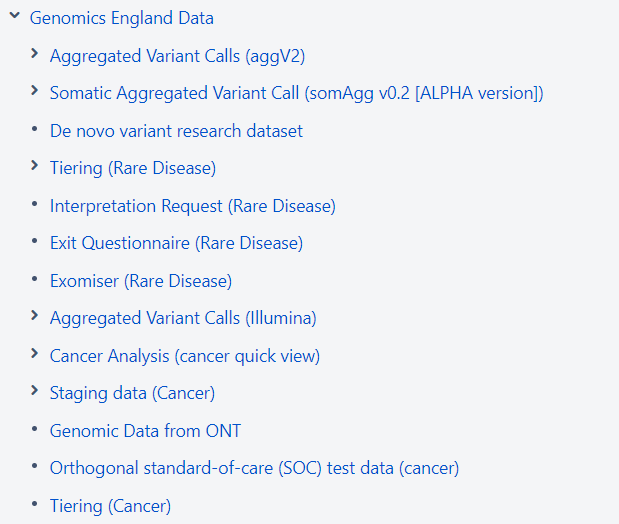 Genomics England Data
Aggregated Variant Calls (aggV2)
Somatic Aggregated Variant Call (somAgg v0.2 [ALPHA version])
De novo variant research dataset
Tiering (Rare Disease)
Interpretation Request (Rare Disease)
Exit Questionnaire (Rare Disease)
Exomiser (Rare Disease)
Aggregated Variant Calls (Illumina)
Cancer Analysis (cancer quick view)
Staging data (Cancer)
Genomic Data from ONT
Orthogonal standard-of-care (SOC) test data (cancer)
Tiering (Cancer)